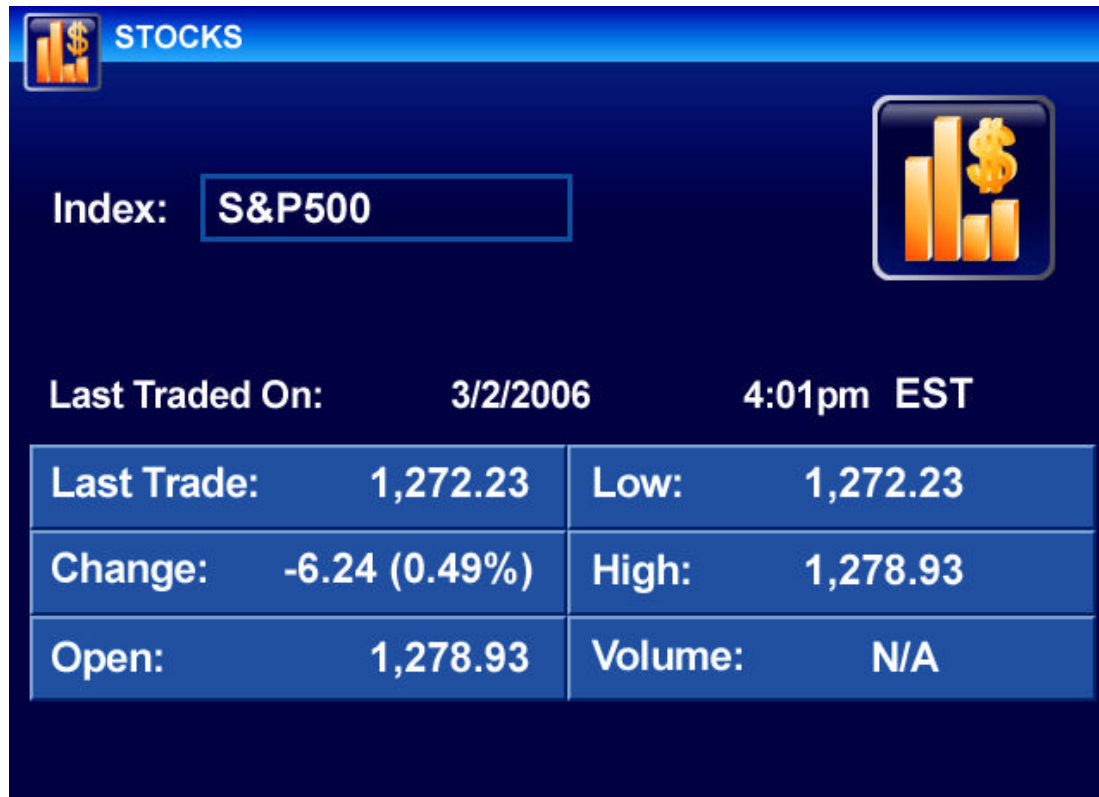 STOCKS
Index: S&P500
Last Traded On: 3/2/2006 4:01pm EST
Last Trade: 1,272.23 Low: 1,272.23
Change: -6.24 (0.49%) High: 1,278.93
Open: 1,278.93 Volume: N/A